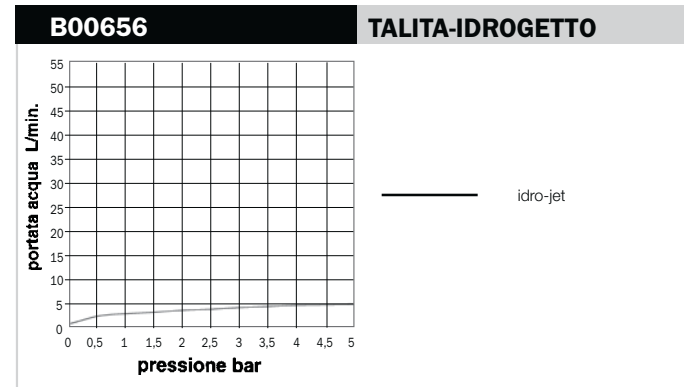 B00656
TALITA-IDROGETTO
portata acqua L/min.
55
50
45
40
35
30
25
20
15
10
5
0
0 0,5 1 1,5 2 2,5 3 3,5 4 4,5 5
pressione bar
idro-jet